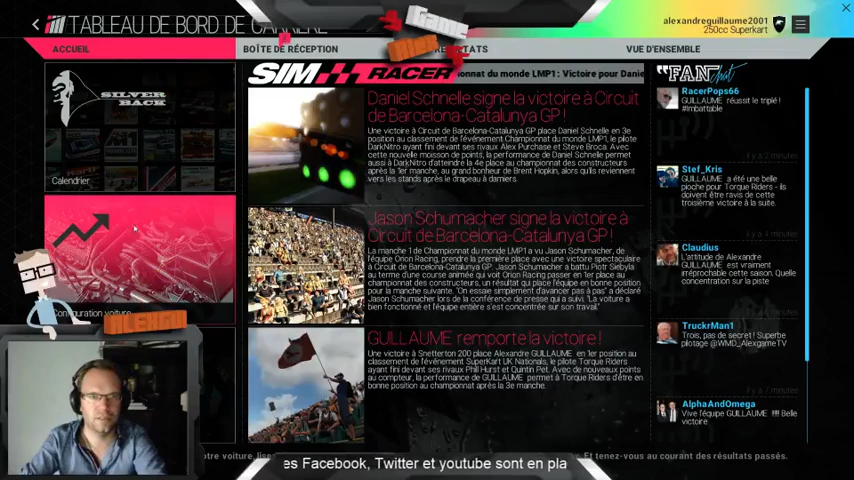 TABLEAU DE BORD DE CARRIÈRE
Game
alexandreguillaume2001
250cc Superkart
ACCUEIL
BOÎTE DE RÉCEPTION
VUE D'ENSEMBLE
SILVER
BACK
Calendrier
SIM RACER
onnat du monde LMP1: Victoire pour Danie
Daniel Schnelle signe la victoire à Circuit
de Barcelona-Catalunya GP !
Une victoire à Circuit de Barcelona-Catalunya GP place Daniel Schnelle en 3e
position au classement de l'événement Championnat du monde LMP1, le pilote
DarkNitro ayant fini devant ses rivaux Alex Purchase et Steve Broca. Avec
cette nouvelle moisson de points, la performance de Daniel Schnelle permet
aussi à DarkNitro d'atteindre la 4e place au championnat des constructeurs
après la 1er manche, au grand bonheur de Brent Hopkin, alors qu'ils reviennent
vers les stands après le drapeau à damiers.
Jason Schumacher signe la victoire à
Circuit de Barcelona-Catalunya GP !
La manche 1 de Championnat du monde LMP1 a vu Jason Schumacher,
de l'équipe Orion Racing, prendre la première place avec une victoire spectaculaire
à Circuit de Barcelona-Catalunya GP. Jason Schumacher a battu Piotr Siebyla
au terme d'une course animée qui voit Orion Racing passer en 1er place au
championnat des constructeurs, un résultat qui place l'équipe en bonne position
pour la manche suivante. "On essaie simplement d'avancer pas à pas" a déclaré
Jason Schumacher lors de la conférence de presse qui a suivi. "La voiture a
bien fonctionné et l'équipe entière s'est concentrée sur son travail."
GUILLAUME remporte la victoire !
Une victoire à Snetterton 200 place Alexandre GUILLAUME en 1er position au
classement de l'événement SuperKart UK Nationals, le pilote Torque Riders
ayant fini devant ses rivaux Phill Hurst et Quintin Pet. Avec de nouveaux points
au compteur, la performance de GUILLAUME permet à Torque Riders d'être en
bonne position au championnat après la 3e manche.
FANchat
RacerPops66
GUILLAUME réussit le triplé !
#Imbattable
il y a 2 minutes
Stef_Kris
GUILLAUME a été une belle
pioche pour Torque Riders - ils
doivent être ravis de cette
troisième victoire à la suite.
il y a 4 minutes
Claudius
L'attitude de Alexandre
GUILLAUME est vraiment
irréprochable cette saison. Quelle
concentration sur la piste
TruckrMan1
Trois, pas de secret ! Superbe
pilotage @WMD_AlexgameTV
il y a 7 minutes
AlphaAndOmega
Vive l'équipe GUILLAUME !!!! Belle
victoire
Configuration voiture
otre voiture, lise
Et tenez-vous au courant des résultats passés.
es Facebook, Twitter et youtube sont en pla